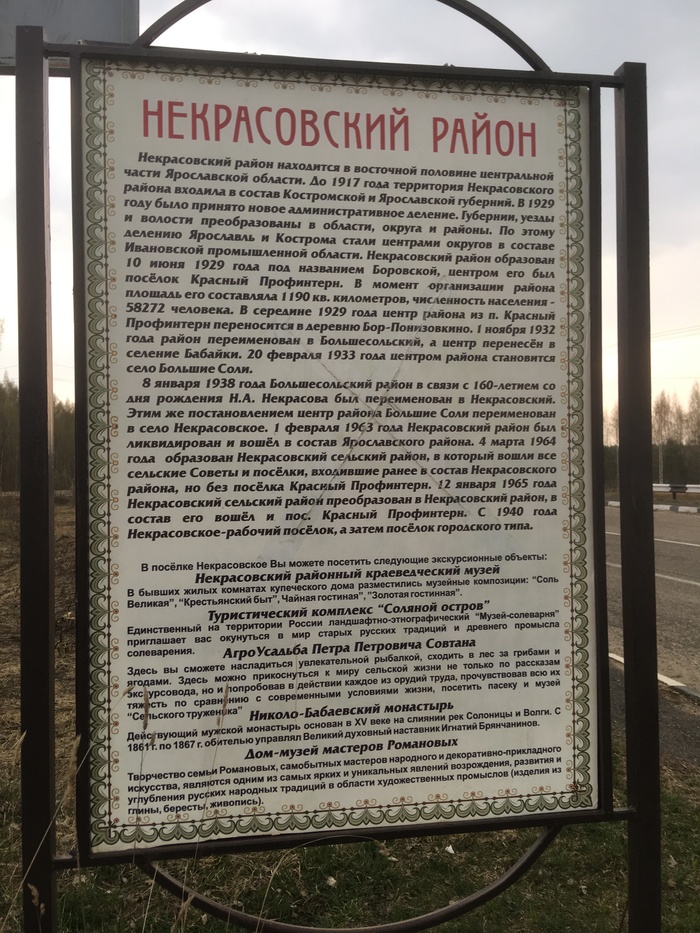 НЕКРАСОВСКИЙ РАЙОН
Некрасовский район находится в восточной половине центральной
части Ярославской области. До 1917 года территория Некрасовского
района входила в состав Костромской и Ярославской губерний. В 1929
году было принято новое административное деление. Губернии, уезды
и волости преобразованы в области, округа и районы. По этому
делению Ярославль и Кострома стали центрами округов в составе
Ивановской промышленной области. Некрасовский район образован
10 июня 1929 года под названием Боровской, центром его был
посёлок Красный Профинтерн. В момент организации района
площадь его составляла 1190 кв. километров, численность населения -
58272 человека. В середине 1929 года центр района из п. Красный
Профинтерн переносится в деревню Бор-Понизовкино. 1 ноября 1932
года район переименован в Большесольский, а центр перенесён в
селение Бабайки. 20 февраля 1933 года центром района становится
село Большие Соли.
8 января 1938 года Большесольский район в связи с 160-летием со
дня рождения Н.А. Некрасова был переименован в Некрасовский.
Этим же постановлением центр района Большие Соли переименован
в село Некрасовское. 1 февраля 1963 года Некрасовский район был
ликвидирован и вошёл в состав Ярославского района. 4 марта 1964
года образован Некрасовский сельский район, в который вошли все
сельские Советы и посёлки, входившие ранее в состав Некрасовского
района, но без посёлка Красный Профинтерн. 12 января 1965 года
Некрасовский сельский район преобразован в Некрасовский район, в
состав его вошёл и пос. Красный Профинтерн. С 1940 года
Некрасовское-рабочий посёлок, а затем посёлок городского типа.
В посёлке Некрасовское Вы можете посетить следующие экскурсионные объекты:
Некрасовский районный краеведческий музей
В бывших жилых комнатах купеческого дома разместились музейные композиции: "Соль
Великая", "Крестьянский быт", Чайная гостиная", "Золотая гостинная".
Туристический комплекс "Соляной остров"
Единственный на территории России ландшафтно-этнографический "Музей-солеварня"
приглашает вас окунуться в мир старых русских традиций и древнего промысла
солеварения.
АгроУсадьба Петра Петровича Совтана
Здесь вы сможете насладиться увлекательной рыбалкой, сходить в лес за грибами и
ягодами. Здесь можно прикоснуться к миру сельской жизни не только по рассказам
экскурсовода, но и попробовав в действии каждое из орудий труда, прочувствовав всю их
тяжесть по сравнению с современными условиями жизни, посетить пасеку и музей
"Сельского труженика"
Николо-Бабаевский монастырь
Действующий мужской монастырь основан в XV веке на слиянии рек Солоницы и Волги. С
1861г. по 1867 г. обителью управлял Великий духовный наставник Игнатий Брянчанинов.
Дом-музей мастеров Романовых
Творчество семьи Романовых, самобытных мастеров народного и декоративно-прикладного
искусства, являются одним из самых ярких и уникальных явлений возрождения, развития и
углубления русских народных традиций в области художественных промыслов (изделия из
глины, бересты, живопись).